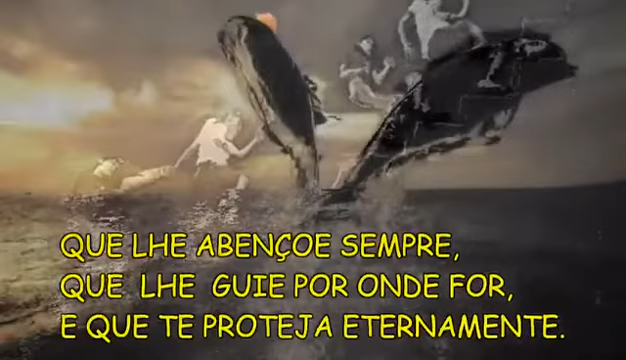 QUE LHE ABENÇOE SEMPRE,
QUE LHE GUIE POR ONDE FOR,
E QUE TE PROTEJA ETERNAMENTE.